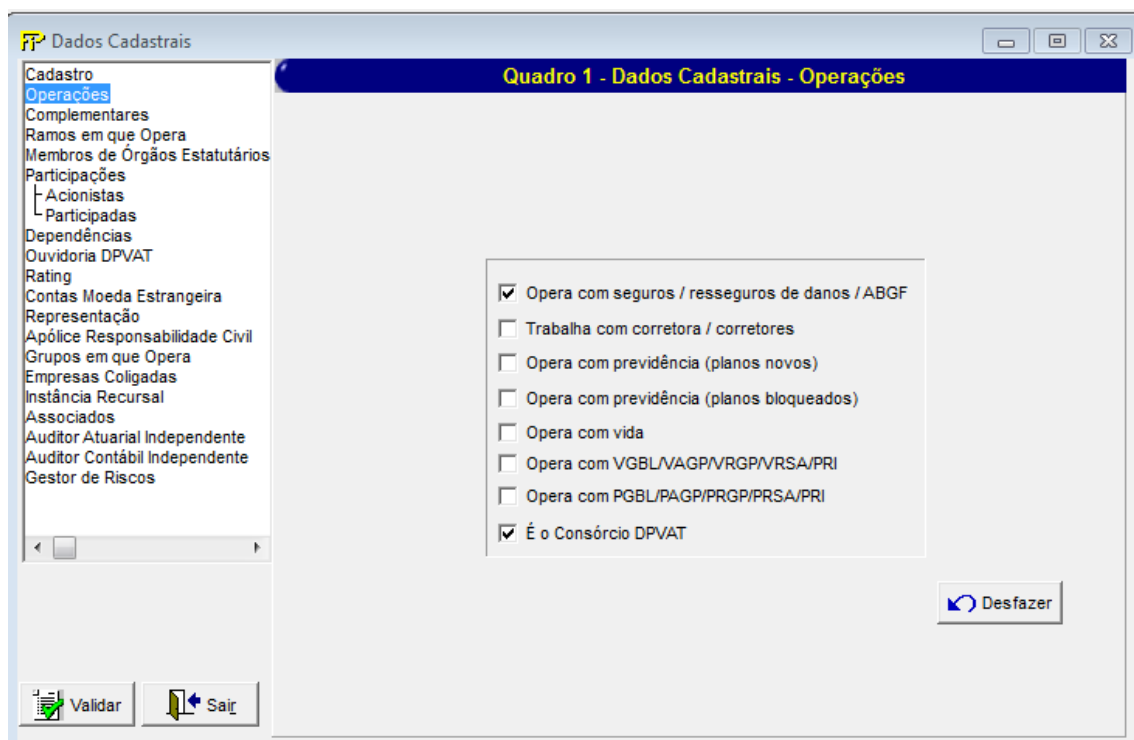 FIP Dados Cadastrais
Cadastro
Operações
Complementares
Ramos em que Opera
Membros de Órgãos Estatutários
Participações
Acionistas
Participadas
Dependências
Ouvidoria DPVAT
Rating
Contas Moeda Estrangeira
Representação
Apólice Responsabilidade Civil
Grupos em que Opera
Empresas Coligadas
Instância Recursal
Associados
Auditor Atuarial Independente
Auditor Contábil Independente
Gestor de Riscos
Validar
Sair
Quadro 1 - Dados Cadastrais - Operações
Opera com seguros / resseguros de danos / ABGF
Trabalha com corretora / corretores
Opera com previdência (planos novos)
Opera com previdência (planos bloqueados)
Opera com vida
Opera com VGBL/VAGP/VRGP/VRSA/PRI
Opera com PGBL/PAGP/PRGP/PRSA/PRI
É o Consórcio DPVAT
Desfazer